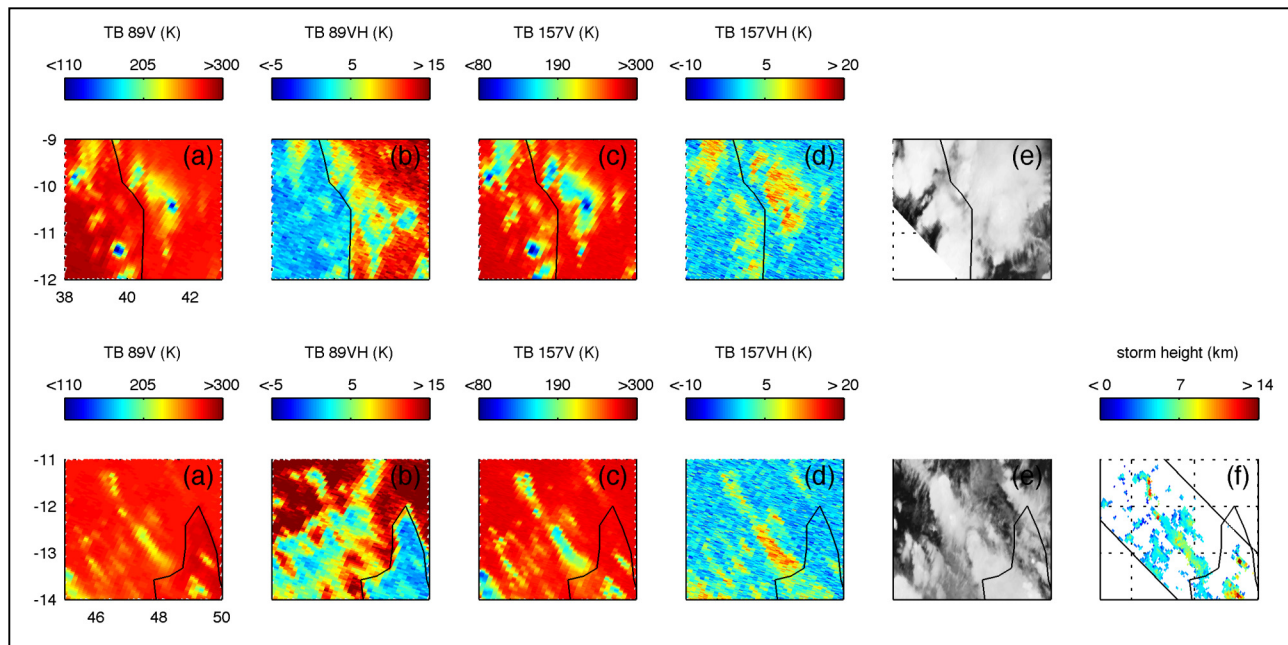 TB 89V (K) TB 89VH (K) TB 157V (K) TB 157VH (K)
<110 205 >300 <-5 5 > 15 <80 190 >300 <-10 5 > 20
-9 (a) (b) (c) (d) (e)
-10
-11
-12
38 40 42
TB 89V (K) TB 89VH (K) TB 157V (K) TB 157VH (K) storm height (km)
<110 205 >300 <-5 5 > 15 <80 190 >300 <-10 5 > 20 < 0 7 > 14
-11 (a) (b) (c) (d) (e) (f)
-12
-13
-14
46 48 50